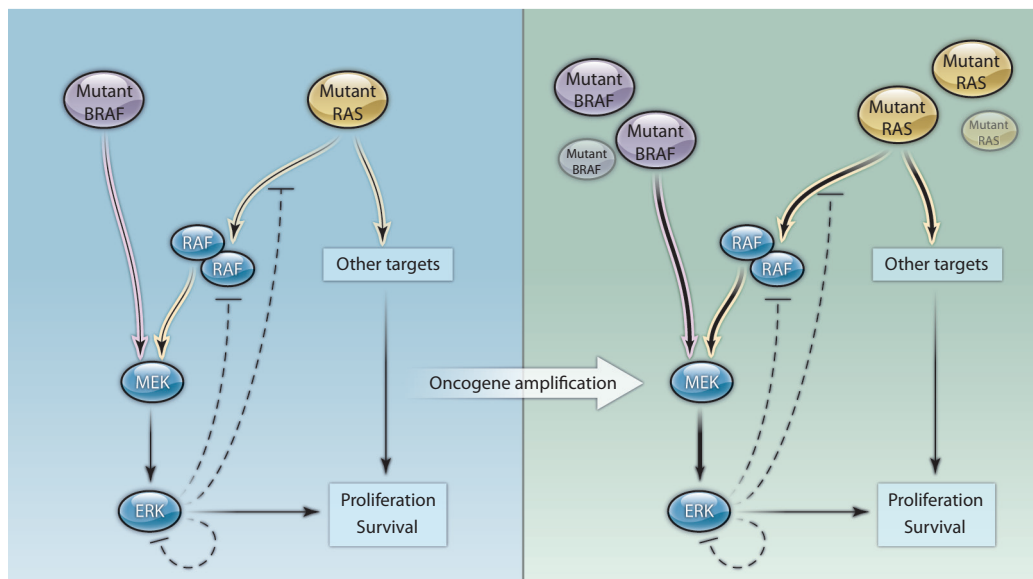 Mutant
BRAF
Mutant
RAS
RAF
RAF
Other targets
MEK
ERK
Proliferation
Survival
Oncogene amplification
Mutant
BRAF
Mutant
BRAF
Mutant
BRAF
Mutant
RAS
Mutant
RAS
Mutant
RAS
RAF
RAF
Other targets
MEK
ERK
Proliferation
Survival